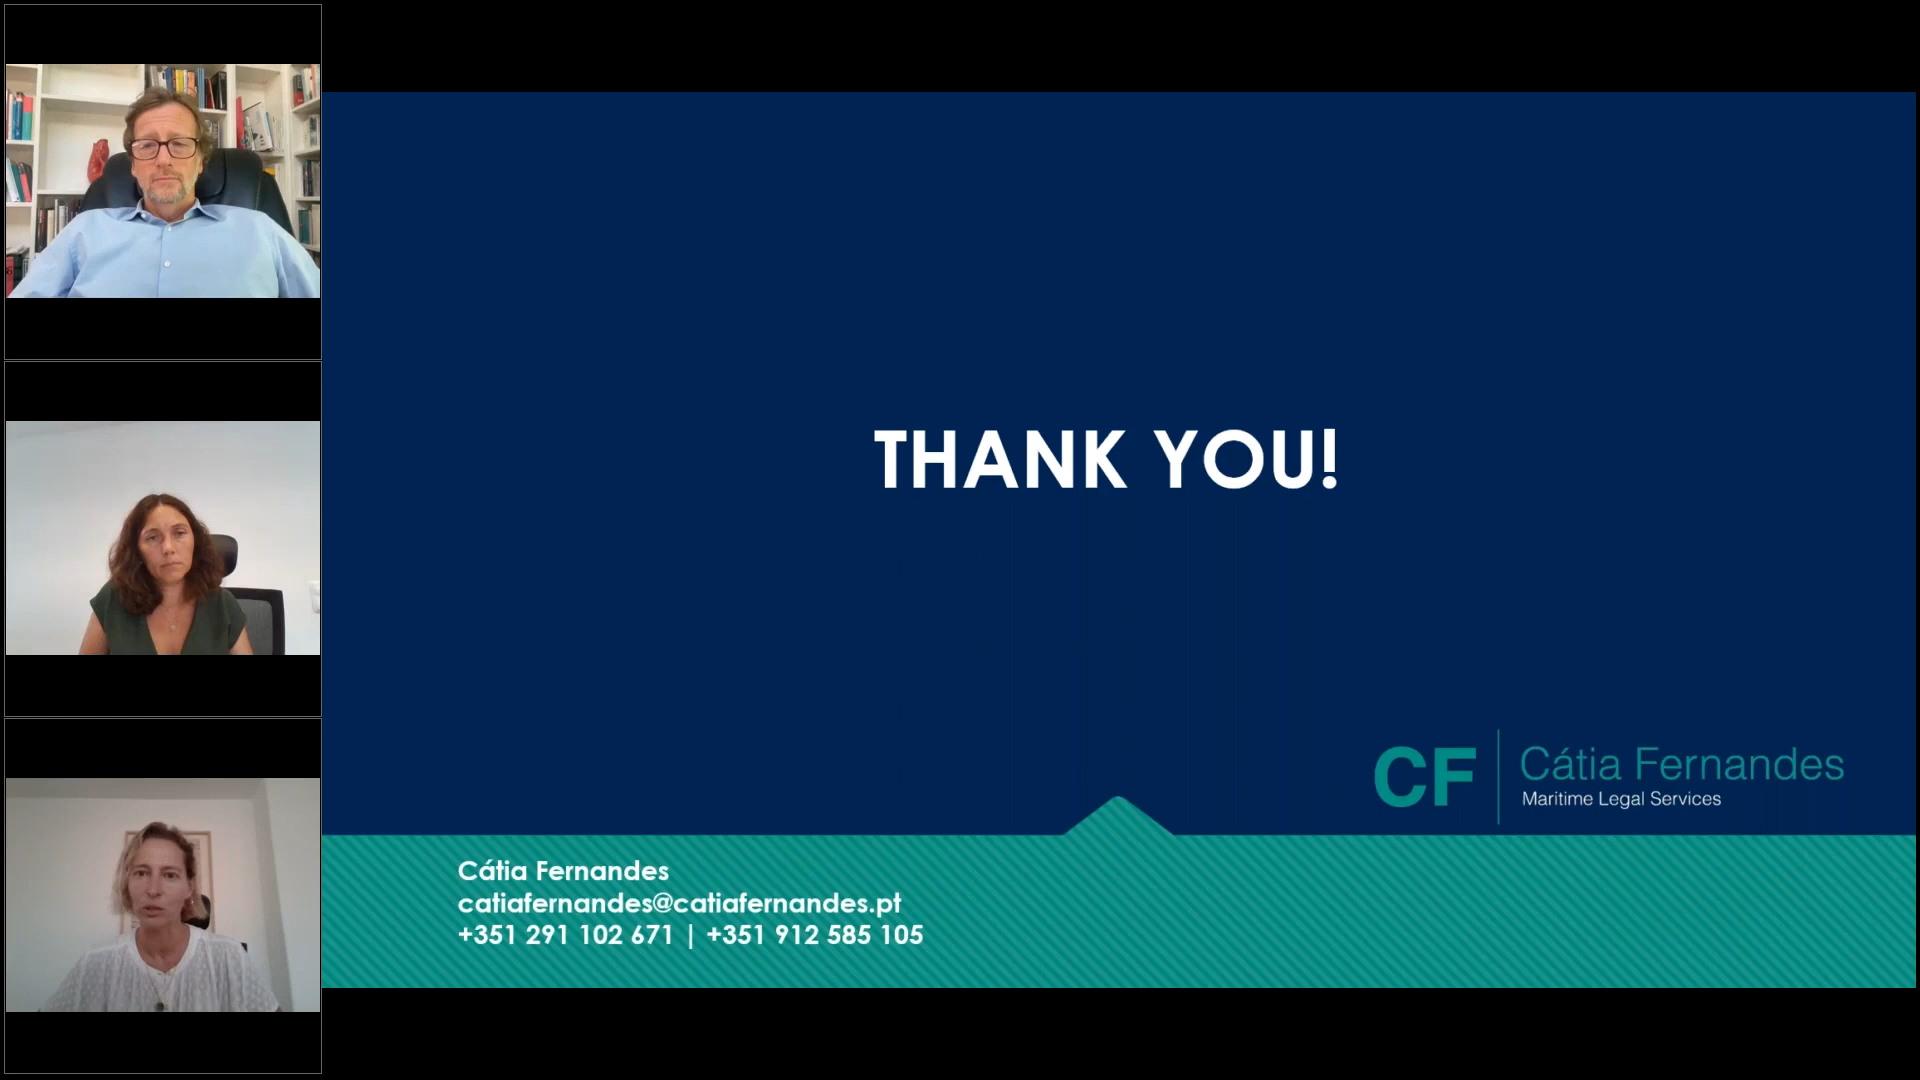 THANK YOU!
CF
Cátia Fernandes
Maritime Legal Services
Cátia Fernandes
catiafernandes@catiafernandes.pt
+351 291 102 671 | +351 912 585 105